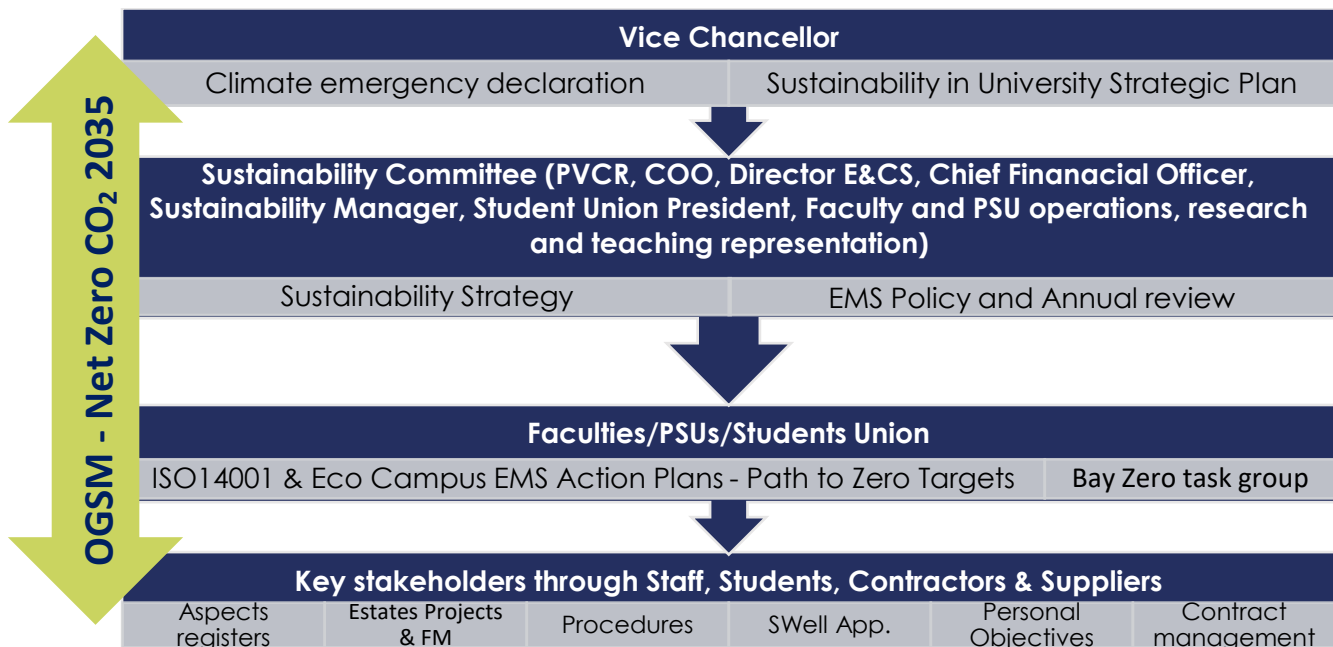 OGSM - Net Zero CO₂ 2035
Vice Chancellor
Climate emergency declaration
Sustainability in University Strategic Plan
Sustainability Committee (PVCR, COO, Director E&CS, Chief Finanacial Officer,
Sustainability Manager, Student Union President, Faculty and PSU operations, research
and teaching representation)
Sustainability Strategy
EMS Policy and Annual review
Faculties/PSUs/Students Union
ISO14001 & Eco Campus EMS Action Plans - Path to Zero Targets
Bay Zero task group
Key stakeholders through Staff, Students, Contractors & Suppliers
Aspects
registers
Estates Projects
& FM
Procedures
SWell App.
Personal
Objectives
Contract
management